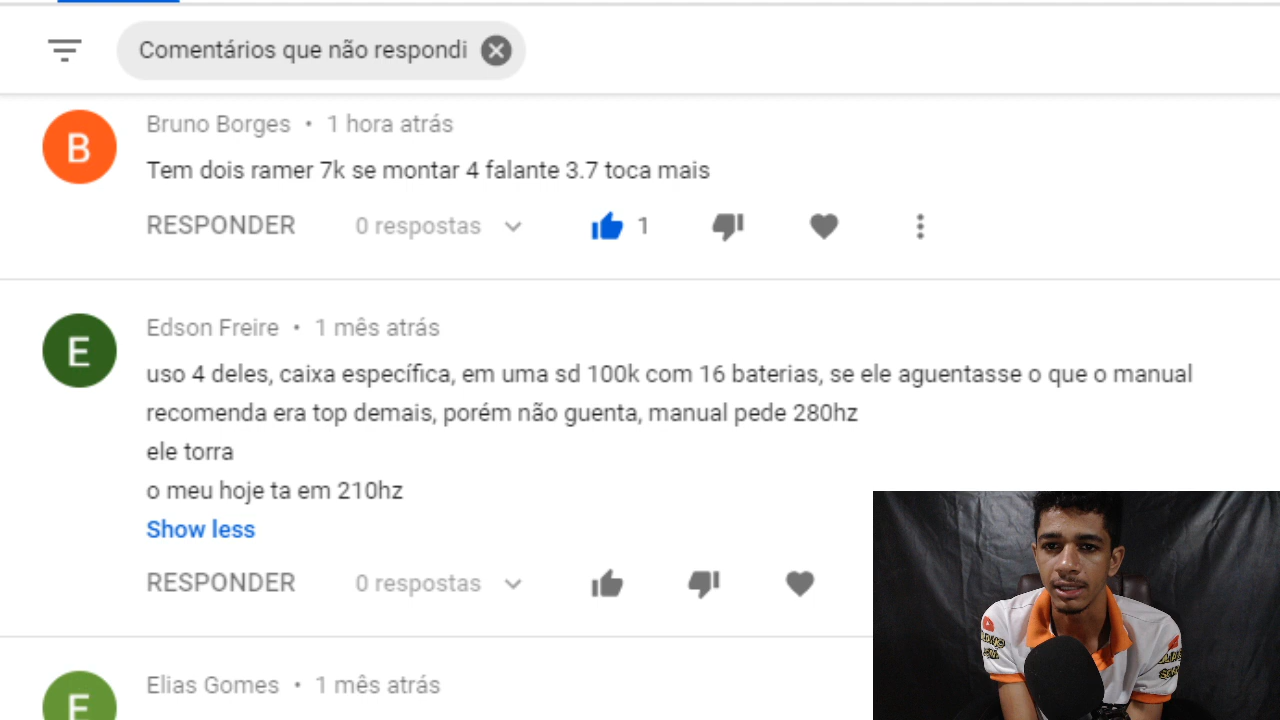 Comentários que não respondi
Bruno Borges • 1 hora atrás
Tem dois ramer 7k se montar 4 falante 3.7 toca mais
RESPONDER 0 respostas 1
Edson Freire • 1 mês atrás
uso 4 deles, caixa específica, em uma sd 100k com 16 baterias, se ele aguentasse o que o manual
recomenda era top demais, porém não guenta, manual pede 280hz
ele torra
o meu hoje ta em 210hz
Show less
RESPONDER 0 respostas
Elias Gomes • 1 mês atrás
B
E
E